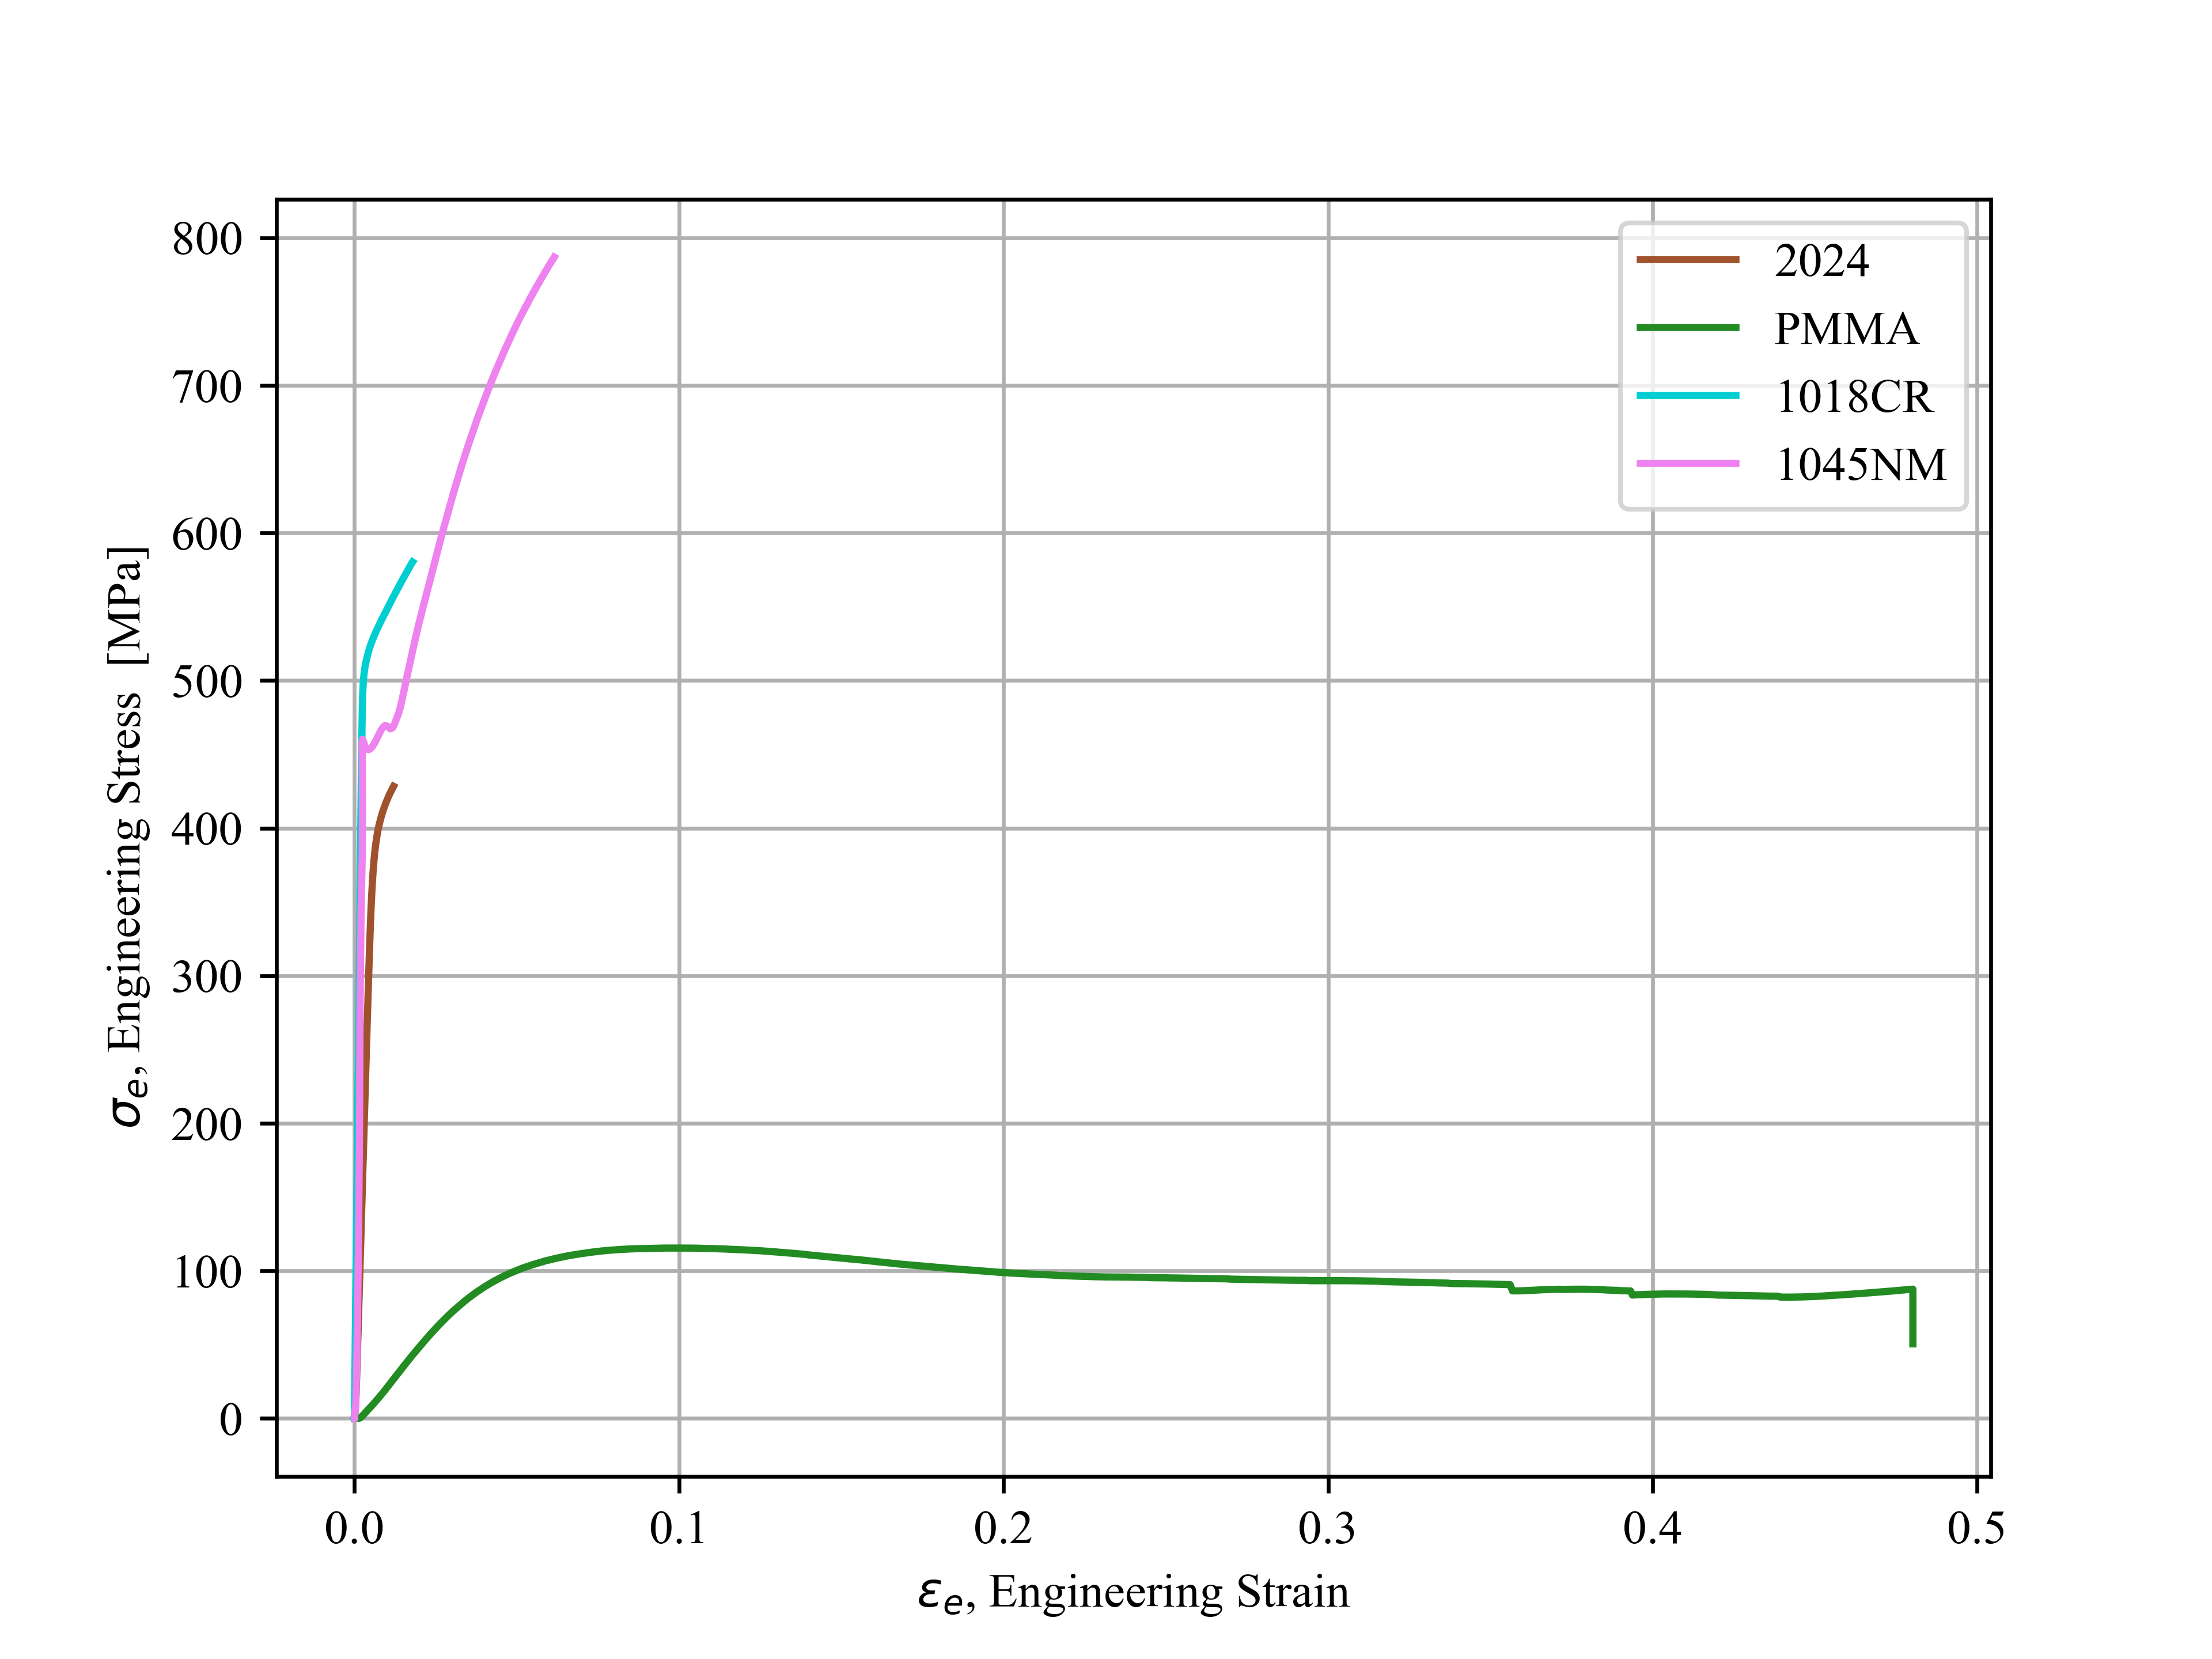 800
700
600
500
400
300
200
100
0
σe, Engineering Stress [MPa]
2024
PMMA
1018CR
1045NM
0.0 0.1 0.2 0.3 0.4 0.5
εe, Engineering Strain